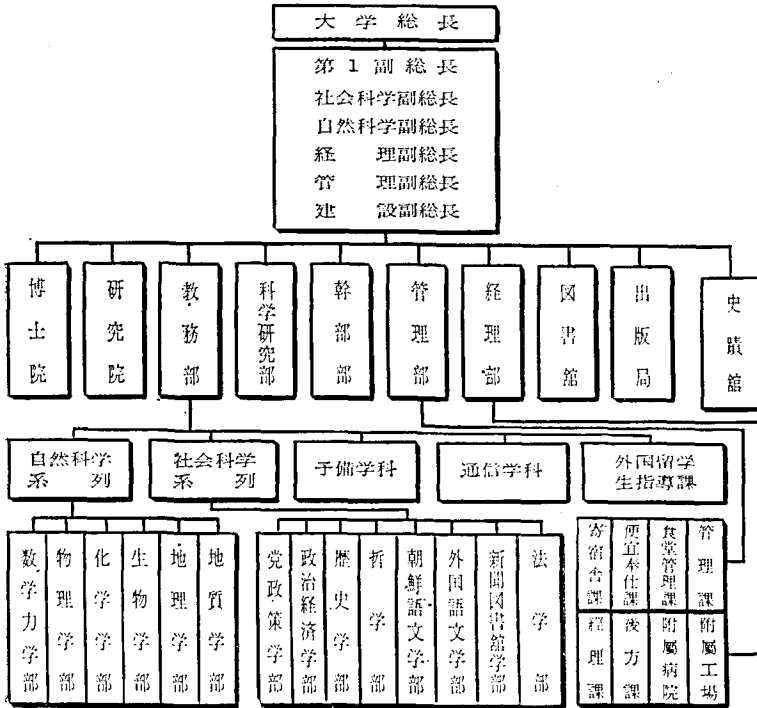 大学総長
第1副総長
社会科学副総長
自然科学副総長
経理副総長
管理副総長
建設副総長
博士院
研究院
教務部
科学研究部
幹部部
管理部
経理部
図書館
出版局
史蹟館
自然科学
系列
社会科学
系列
予備学科
通信学科
外国留学
生指導課
数学力学部
物理学部
化学学部
生物学部
地理学部
地質学部
党政策学部
政治経済学部
歴史学部
哲学部
朝鮮語文学部
外国語文学部
新聞図書館学部
法学部
寄宿舎課
便宜奉仕課
食堂管理課
管理課
経理課
後方課
附属病院
附属工場